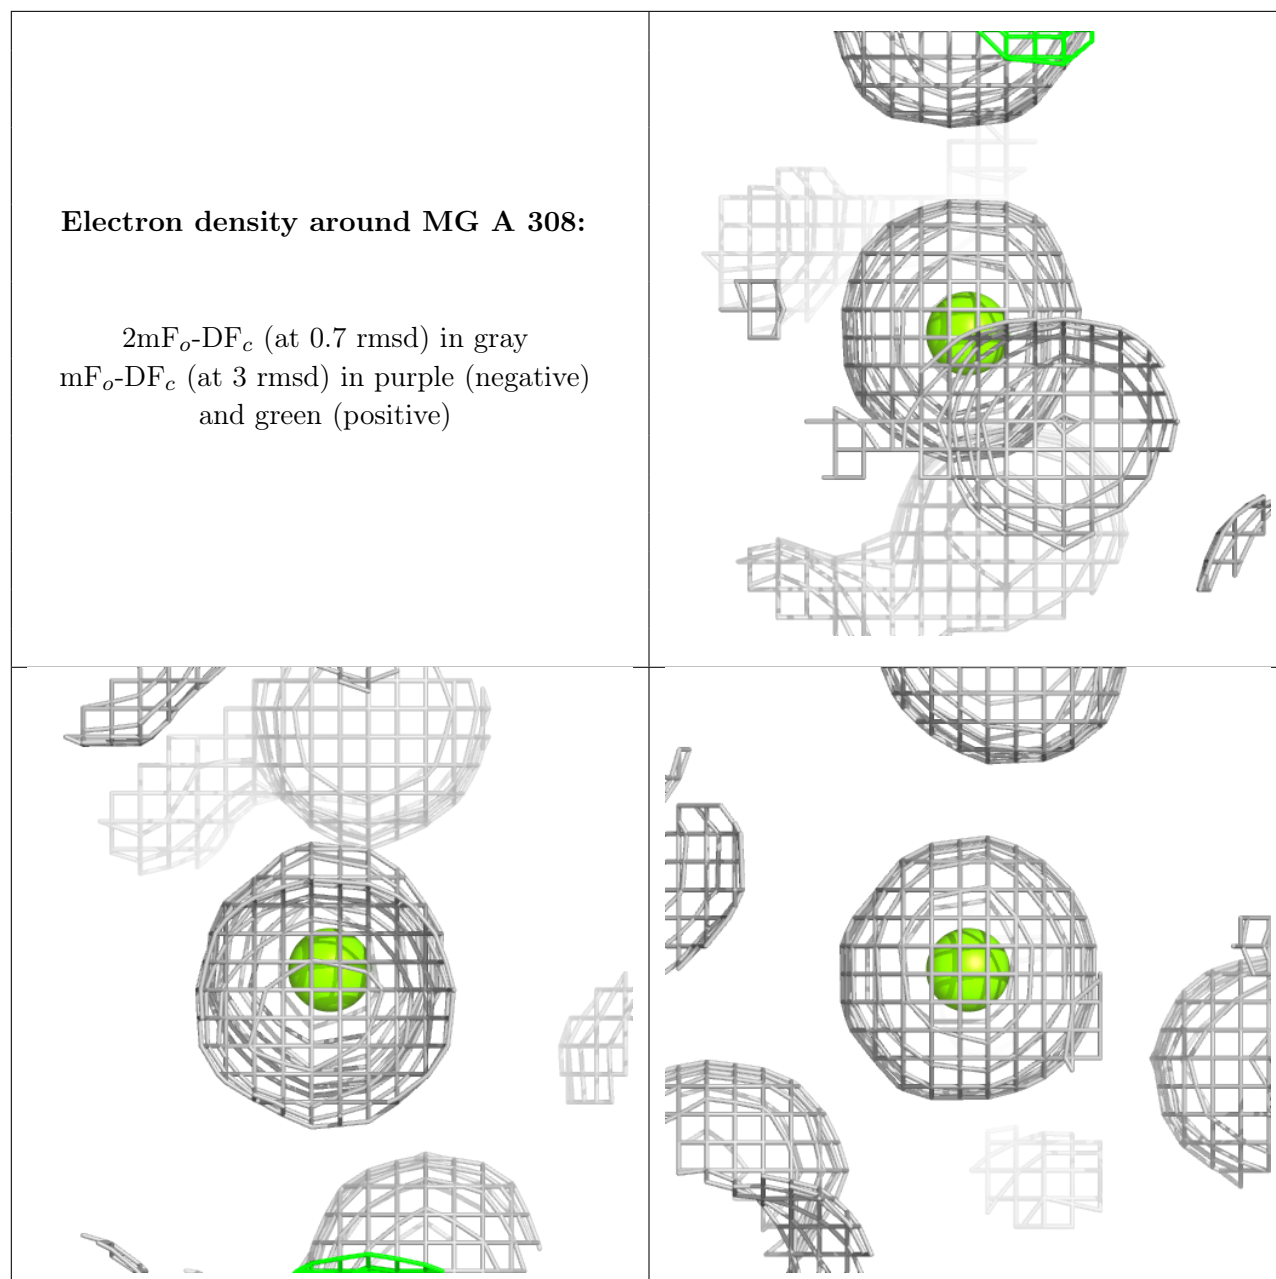 Electron density around MG A 308:
2mFo-DFc (at 0.7 rmsd) in gray
mFo-DFc (at 3 rmsd) in purple (negative)
and green (positive)